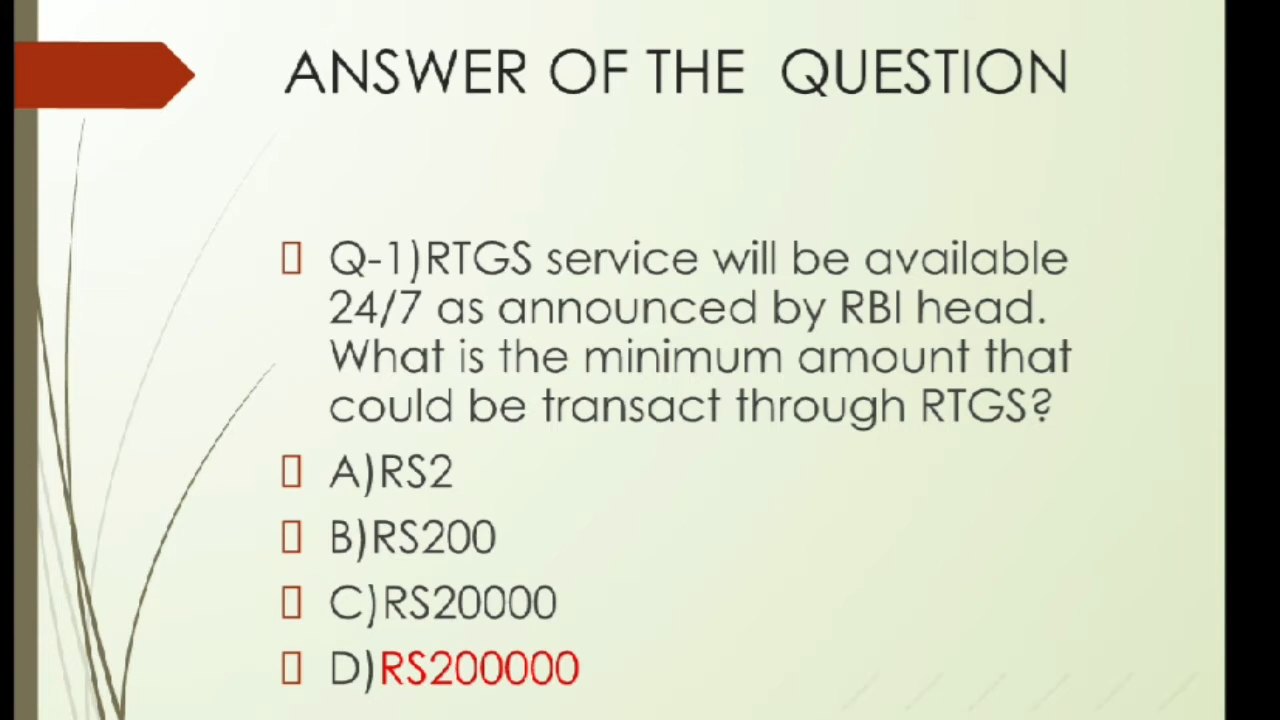 ANSWER OF THE QUESTION
Q-1)RTGS service will be available
24/7 as announced by RBI head.
What is the minimum amount that
could be transact through RTGS?
A)RS2
B)RS200
C)RS20000
D)RS200000